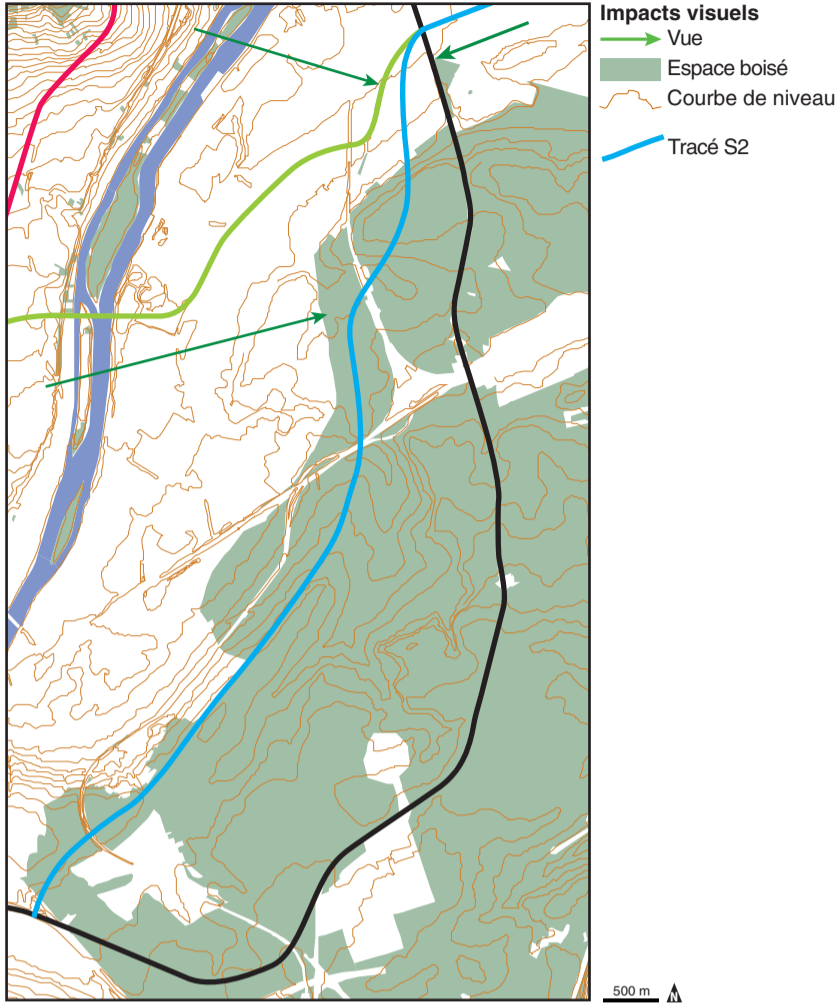 Impacts visuels
Vue
Espace boisé
Courbe de niveau
Tracé S2
500 m
N